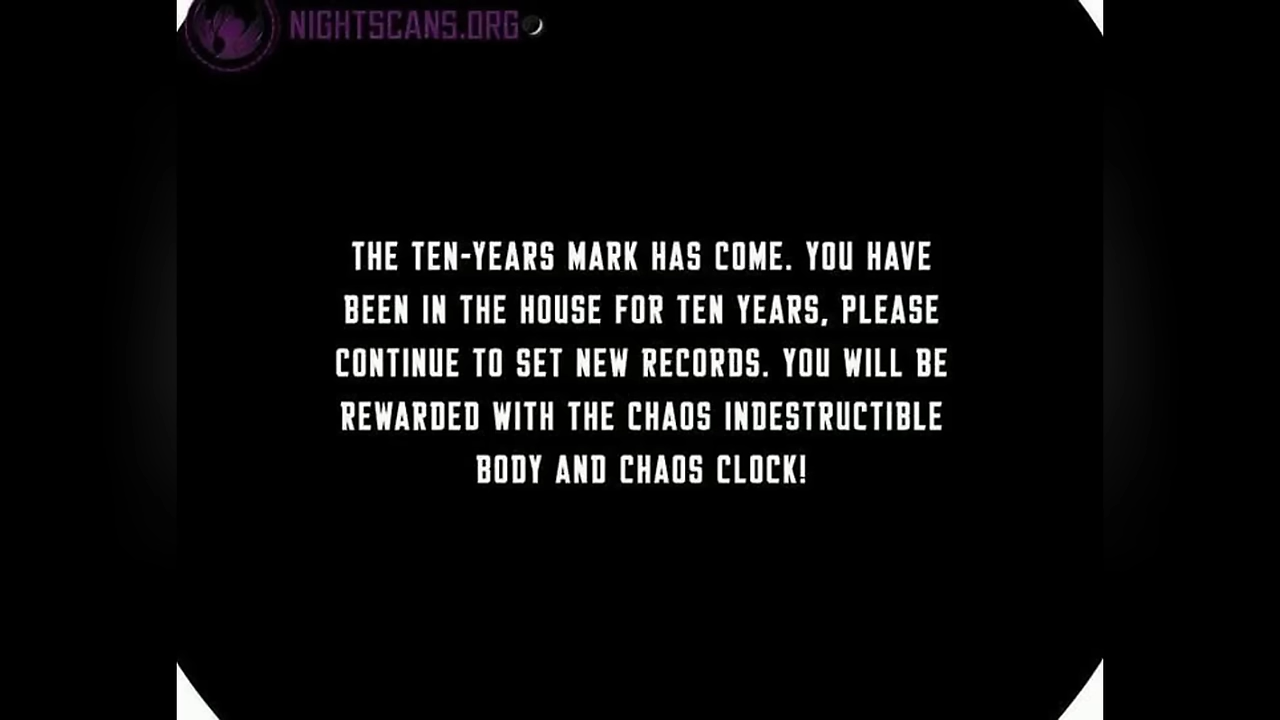 NIGHTSCANS.ORG
THE TEN-YEARS MARK HAS COME. YOU HAVE
BEEN IN THE HOUSE FOR TEN YEARS, PLEASE
CONTINUE TO SET NEW RECORDS. YOU WILL BE
REWARDED WITH THE CHAOS INDESTRUCTIBLE
BODY AND CHAOS CLOCK!